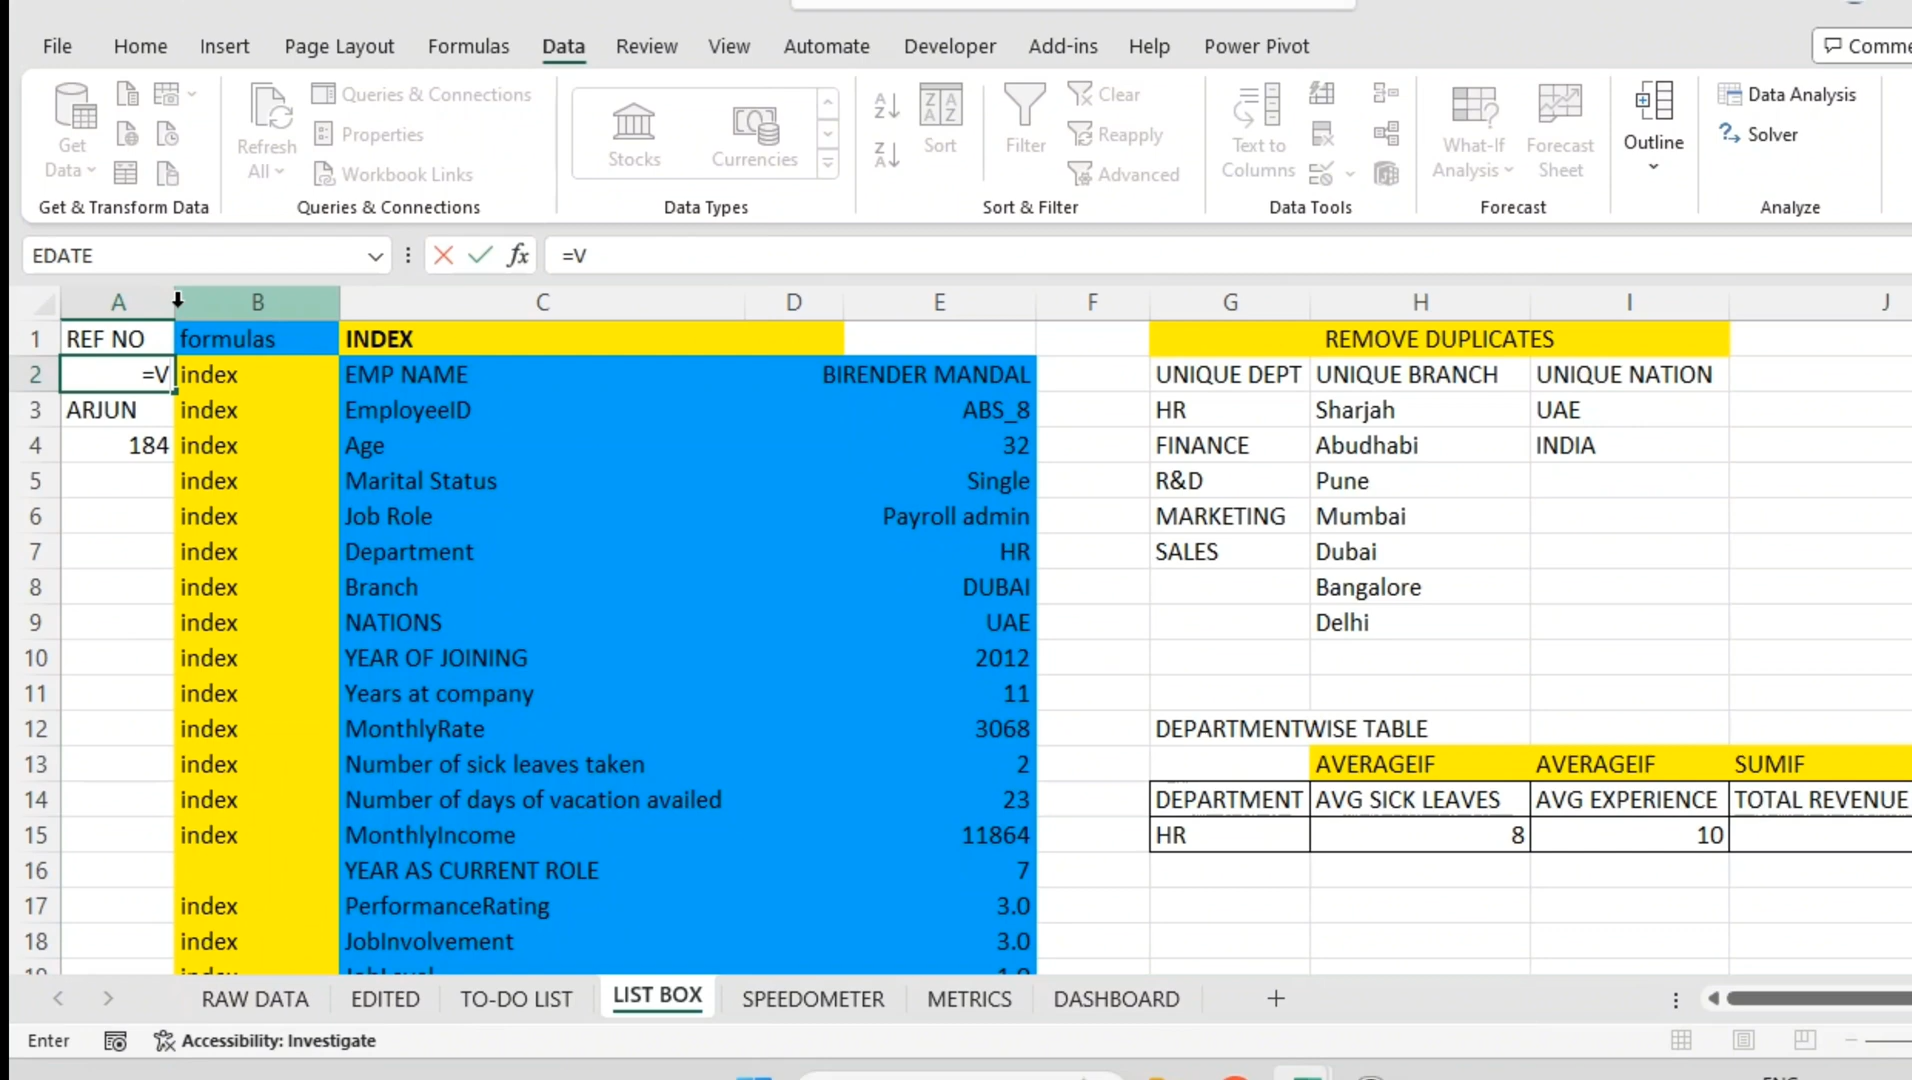 File Home Insert Page Layout Formulas Data Review View Automate Developer Add-ins Help Power Pivot Comme
Get Data
Refresh All
Queries & Connections
Properties
Workbook Links
Stocks Currencies
Sort
Filter
Clear
Reapply
Advanced
Text to Columns
What-If Analysis
Forecast Sheet
Outline
Data Analysis
Solver
Get & Transform Data Queries & Connections Data Types Sort & Filter Data Tools Forecast Analyze
EDATE fx =V
A B C D E F G H I J
1 REF NO formulas INDEX REMOVE DUPLICATES
2 =V index EMP NAME BIRENDER MANDAL UNIQUE DEPT UNIQUE BRANCH UNIQUE NATION
3 ARJUN index EmployeeID ABS_8 HR Sharjah UAE
4 184 index Age 32 FINANCE Abudhabi INDIA
5 index Marital Status Single R&D Pune
6 index Job Role Payroll admin MARKETING Mumbai
7 index Department HR SALES Dubai
8 index Branch DUBAI Bangalore
9 index NATIONS UAE Delhi
10 index YEAR OF JOINING 2012
11 index Years at company 11
12 index MonthlyRate 3068 DEPARTMENTWISE TABLE
13 index Number of sick leaves taken 2 AVERAGEIF AVERAGEIF SUMIF
14 index Number of days of vacation availed 23 DEPARTMENT AVG SICK LEAVES AVG EXPERIENCE TOTAL REVENUE
15 index MonthlyIncome 11864 HR 8 10
16 YEAR AS CURRENT ROLE 7
17 index PerformanceRating 3.0
18 index JobInvolvement 3.0
RAW DATA EDITED TO-DO LIST LIST BOX SPEEDOMETER METRICS DASHBOARD
Enter Accessibility: Investigate